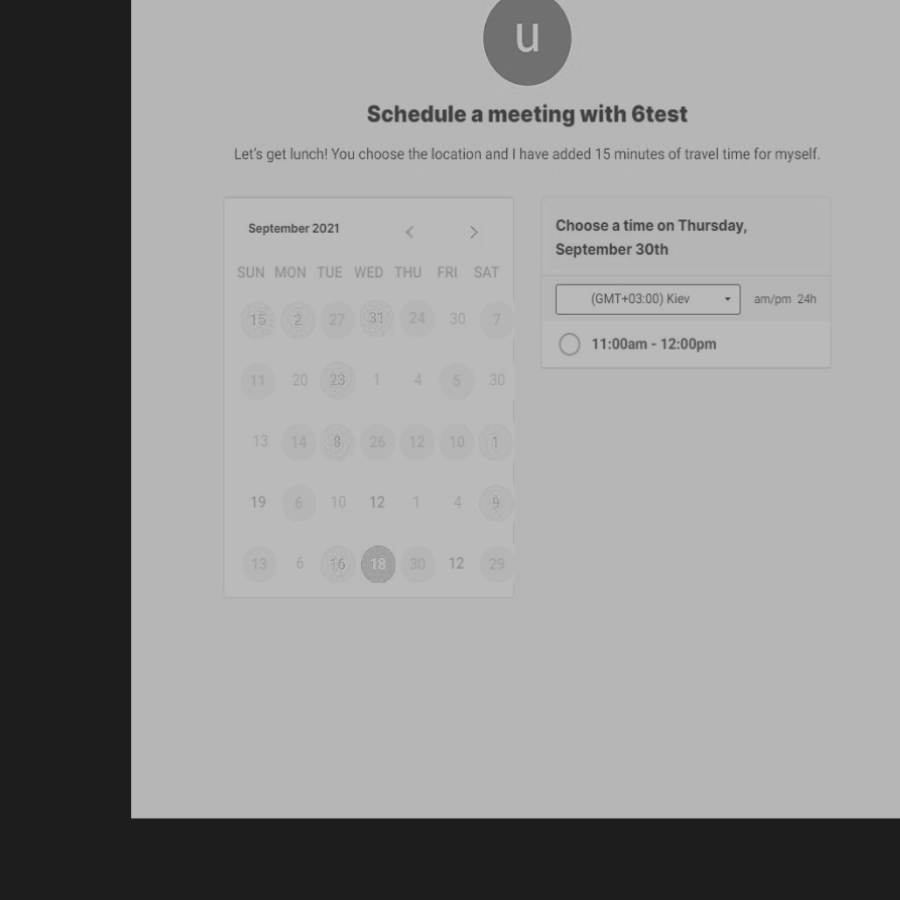 u
Schedule a meeting with 6test
Let's get lunch! You choose the location and I have added 15 minutes of travel time for myself.
September 2021
SUN MON TUE WED THU FRI SAT
15 2 27 31 24 30 7
11 20 23 1 4 5 30
13 14 8 26 12 10 1
19 6 10 12 1 4 9
13 6 16 18 30 12 29
Choose a time on Thursday,
September 30th
(GMT+03:00) Kiev am/pm 24h
11:00am - 12:00pm